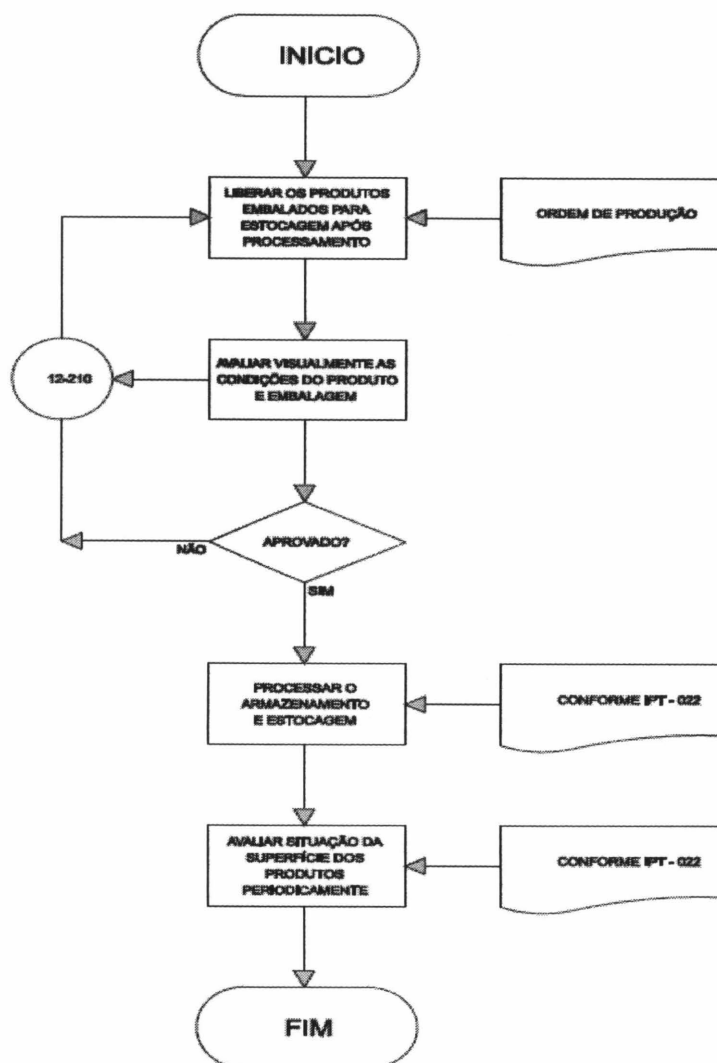 INICIO
LIBERAR OS PRODUTOS
EMBALADOS PARA
ESTOCAGEM APÓS
PROCESSAMENTO
ORDEM DE PRODUÇÃO
12-210
AVALIAR VISUALMENTE AS
CONDIÇÕES DO PRODUTO
E EMBALAGEM
APROVADO?
NÃO
SIM
PROCESSAR O
ARMAZENAMENTO
E ESTOCAGEM
CONFORME IPT - 022
AVALIAR SITUAÇÃO DA
SUPERFÍCIE DOS
PRODUTOS
PERIODICAMENTE
CONFORME IPT - 022
FIM